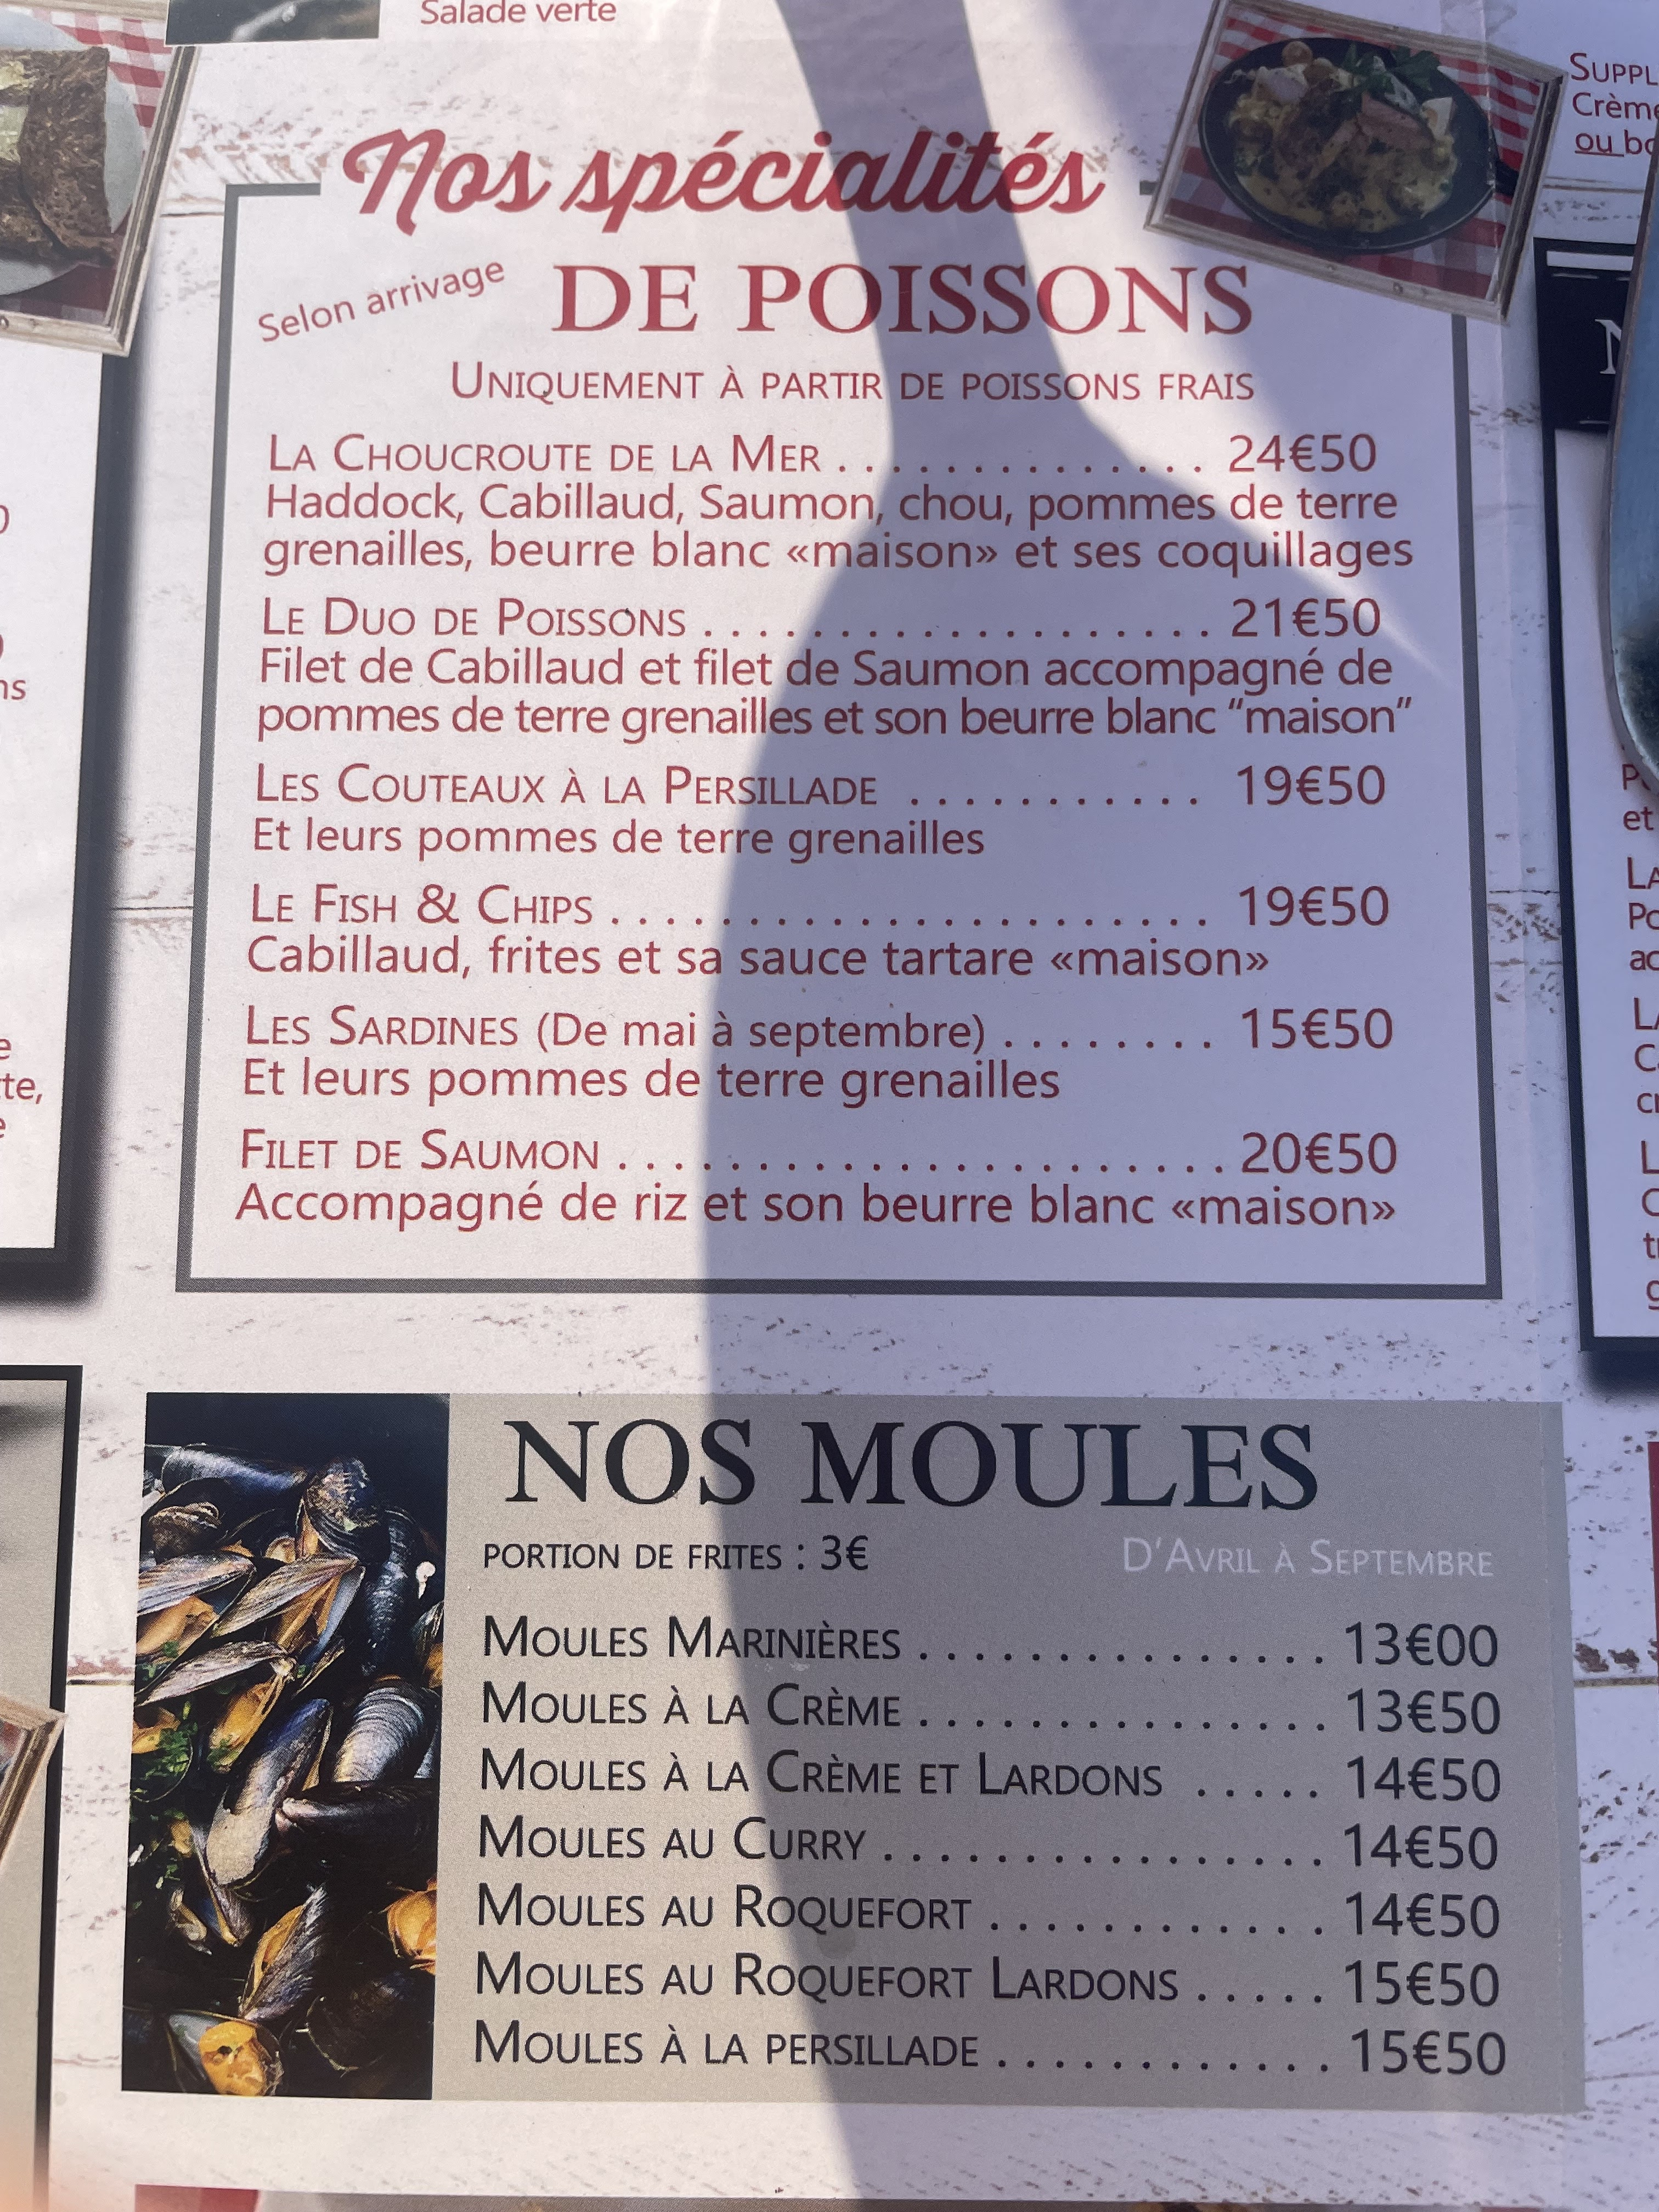 Salade verte
Nos spécialités
Selon arrivage
DE POISSONS
UNIQUEMENT À PARTIR DE POISSONS FRAIS
LA CHOUCROUTE DE LA MER . . . . . . . . . . . . . . 24€50
Haddock, Cabillaud, Saumon, chou, pommes de terre
grenailles, beurre blanc «maison» et ses coquillages
LE DUO DE POISSONS . . . . . . . . . . . . . . . . . . . 21€50
Filet de Cabillaud et filet de Saumon accompagné de
pommes de terre grenailles et son beurre blanc “maison”
LES COUTEAUX À LA PERSILLADE . . . . . . . . . . . 19€50
Et leurs pommes de terre grenailles
LE FISH & CHIPS . . . . . . . . . . . . . . . . . . . . . . 19€50
Cabillaud, frites et sa sauce tartare «maison»
LES SARDINES (De mai à septembre) . . . . . . . . 15€50
Et leurs pommes de terre grenailles
FILET DE SAUMON . . . . . . . . . . . . . . . . . . . . . . 20€50
Accompagné de riz et son beurre blanc «maison»
NOS MOULES
PORTION DE FRITES : 3€
D’AVRIL À SEPTEMBRE
MOULES MARINIÈRES . . . . . . . . . . . . . . . 13€00
MOULES À LA CRÈME . . . . . . . . . . . . . . . 13€50
MOULES À LA CRÈME ET LARDONS . . . . . 14€50
MOULES AU CURRY . . . . . . . . . . . . . . . . 14€50
MOULES AU ROQUEFORT . . . . . . . . . . . . 14€50
MOULES AU ROQUEFORT LARDONS . . . . . 15€50
MOULES À LA PERSILLADE . . . . . . . . . . . . 15€50
ou
et